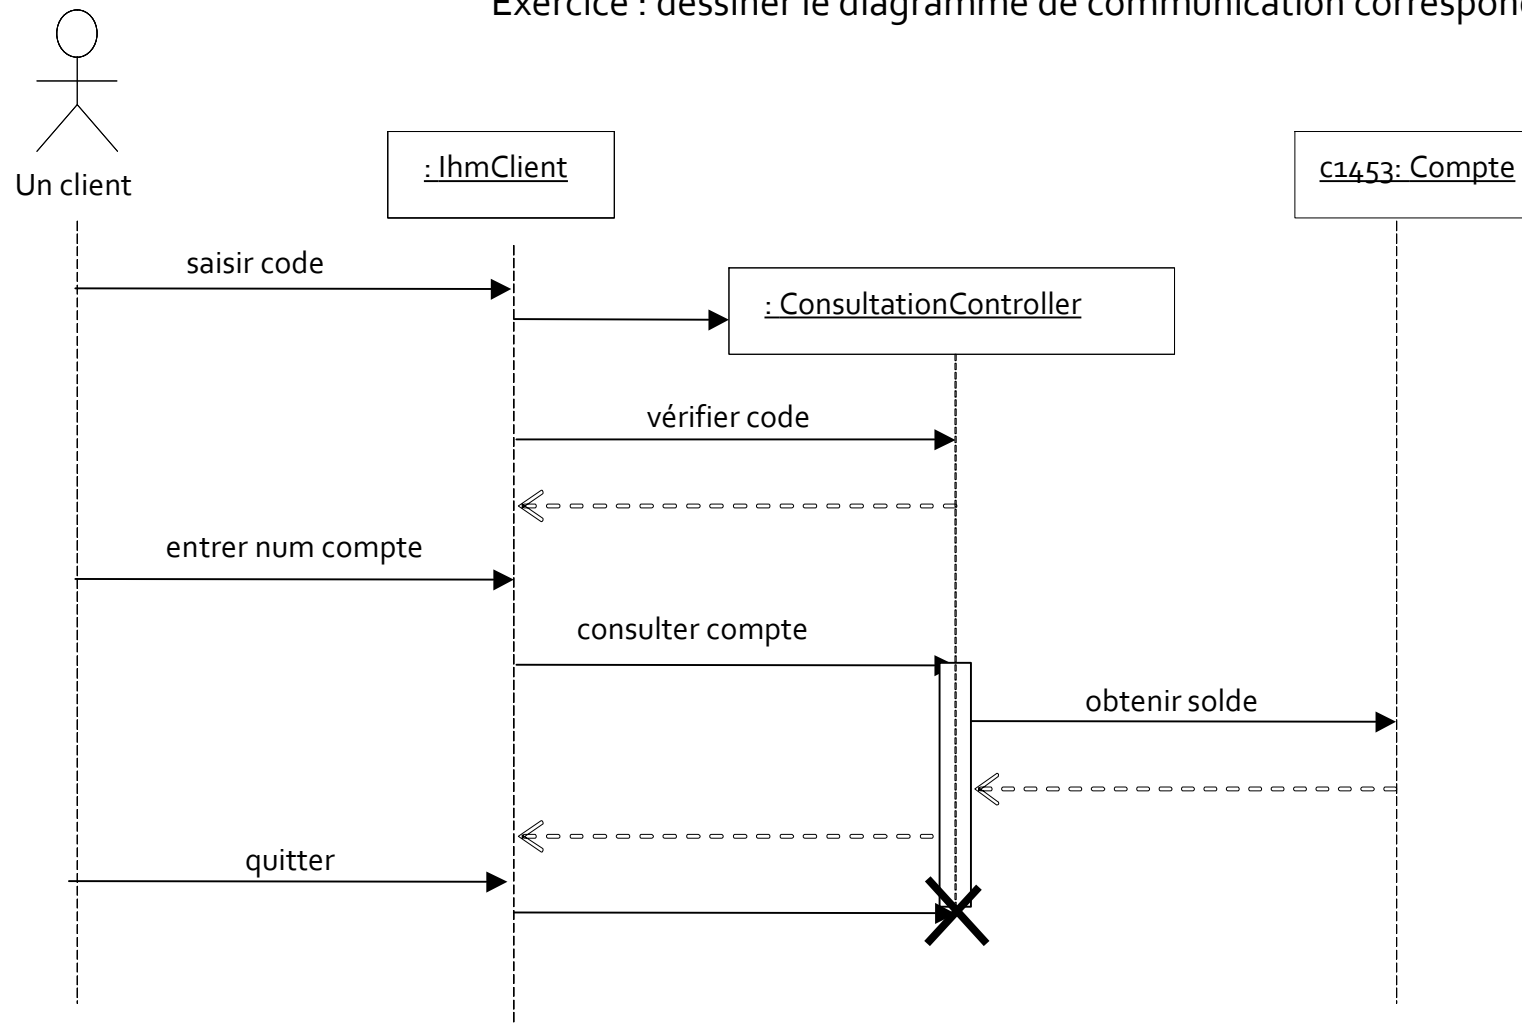 Exercice : dessiner le diagramme de communication
Un client
: IhmClient
c1453: Compte
saisir code
: ConsultationController
vérifier code
entrer num compte
consulter compte
obtenir solde
quitter